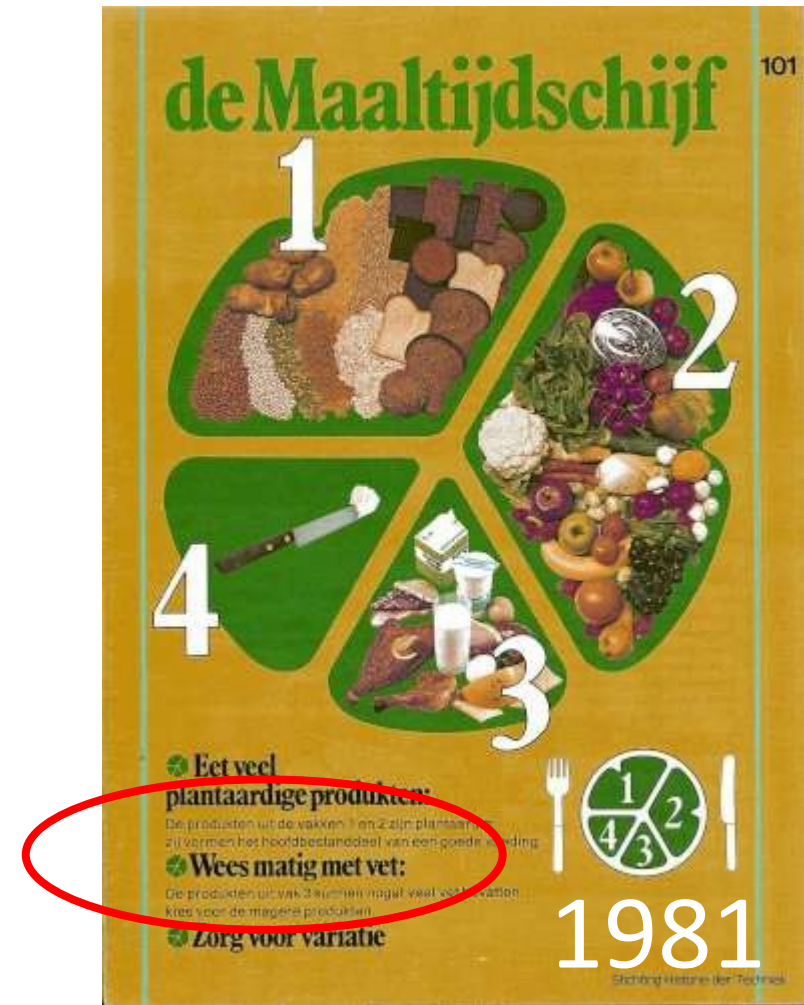 de Maaltijdschijf
101
1
2
4
3
Eet veel
plantaardige produkten:
De produkten uit de vakken 1 en 2 zijn plantaardig
zij vormen het hoofdbestanddeel van een goede voeding
Wees matig met vet:
De produkten uit vak 3 kunnen nogal veel vet bevatten
kies voor de magere produkten
Zorg voor variatie
1
2
4
3
1981
Stichting Historie der Techniek